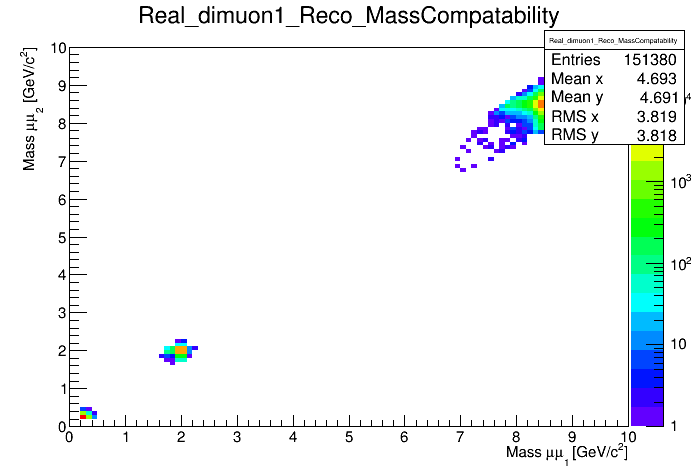 Real_dimuon1_Reco_MassCompatability
Real_dimuon1_Reco_MassCompatability
Entries 151380
Mean x 4.693
Mean y 4.691
RMS x 3.819
RMS y 3.818
Mass μμ₂ [GeV/c²]
10
9
8
7
6
5
4
3
2
1
0
0 1 2 3 4 5 6 7 8 9 10
Mass μμ₁ [GeV/c²]
4
10³
10²
10
1